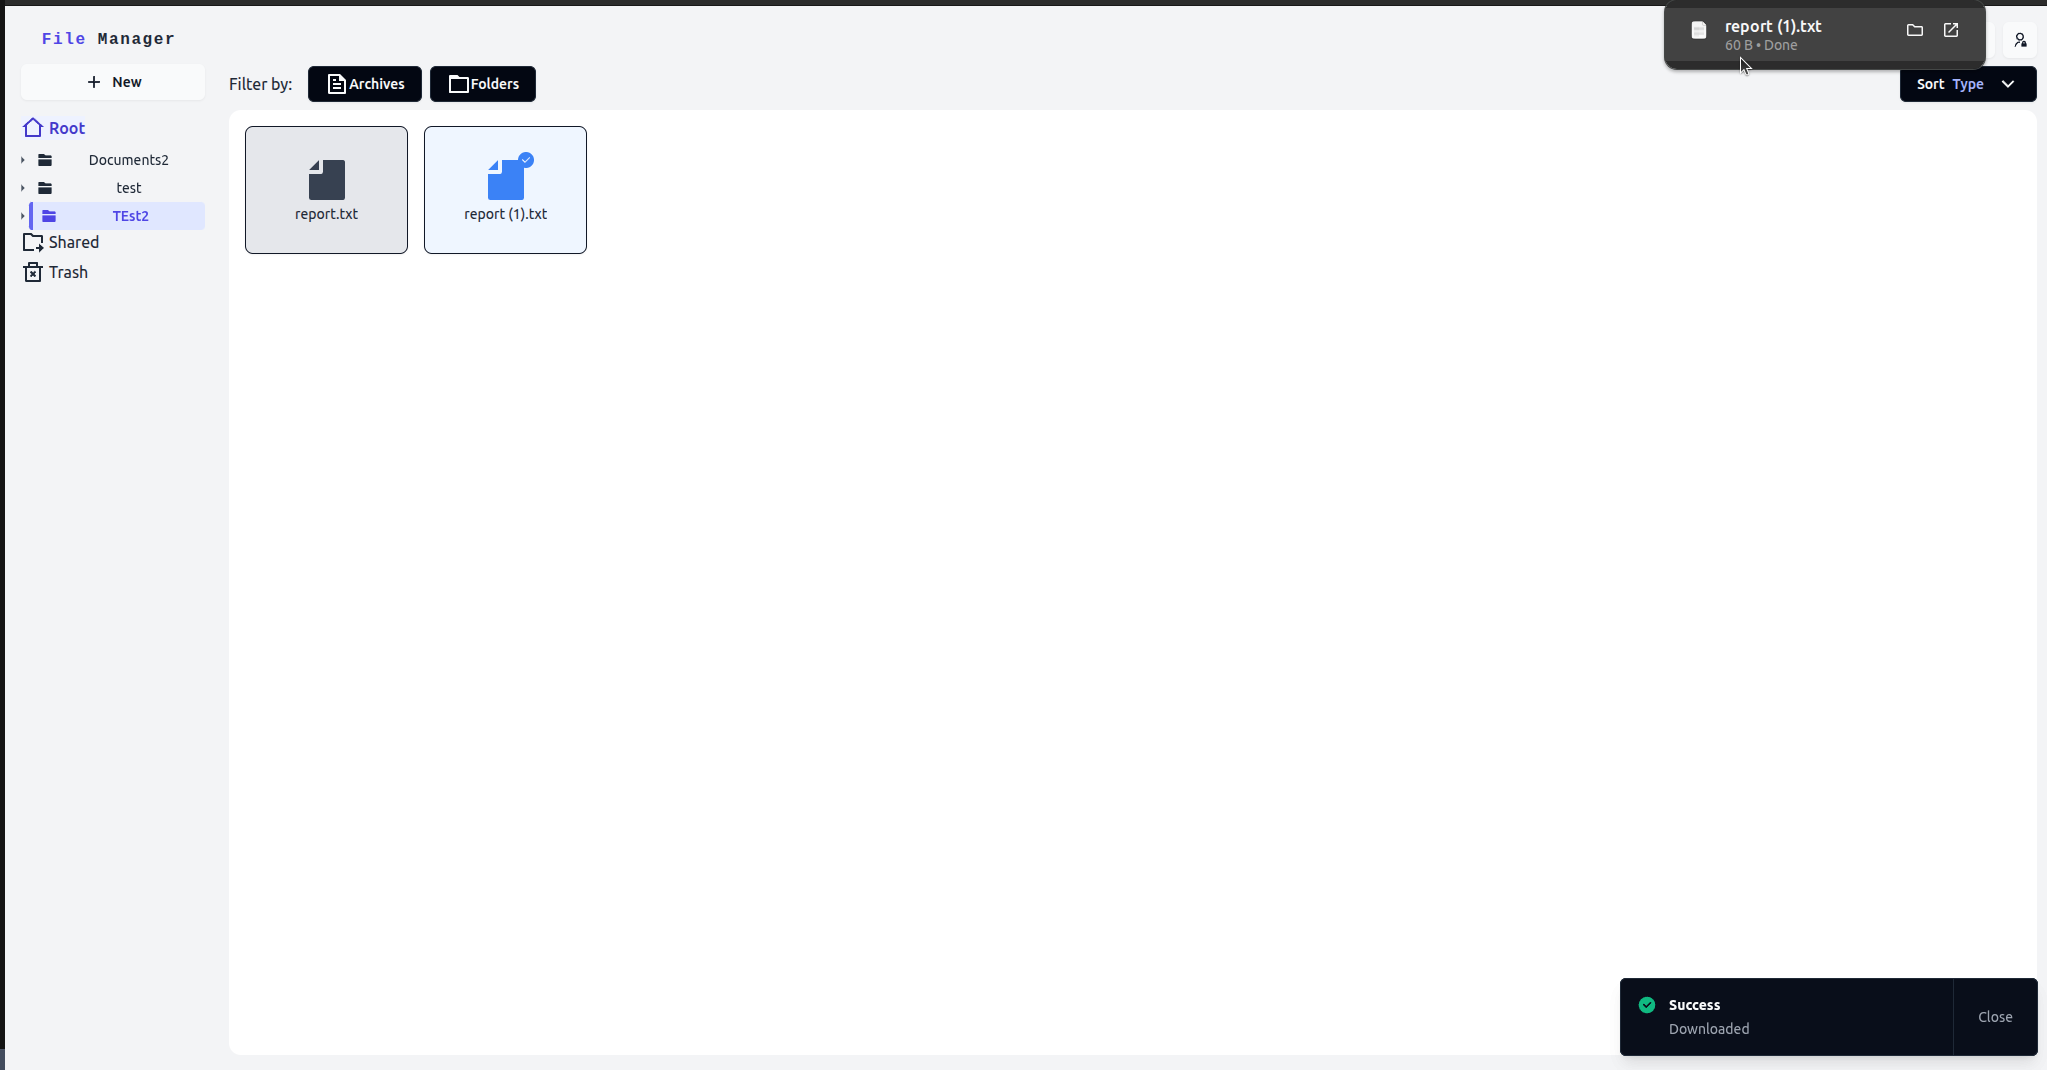 File Manager
report (1).txt
60 B • Done
New
Filter by:
Archives
Folders
Sort Type
Root
Documents2
test
TEst2
Shared
Trash
report.txt
report (1).txt
Success
Downloaded
Close